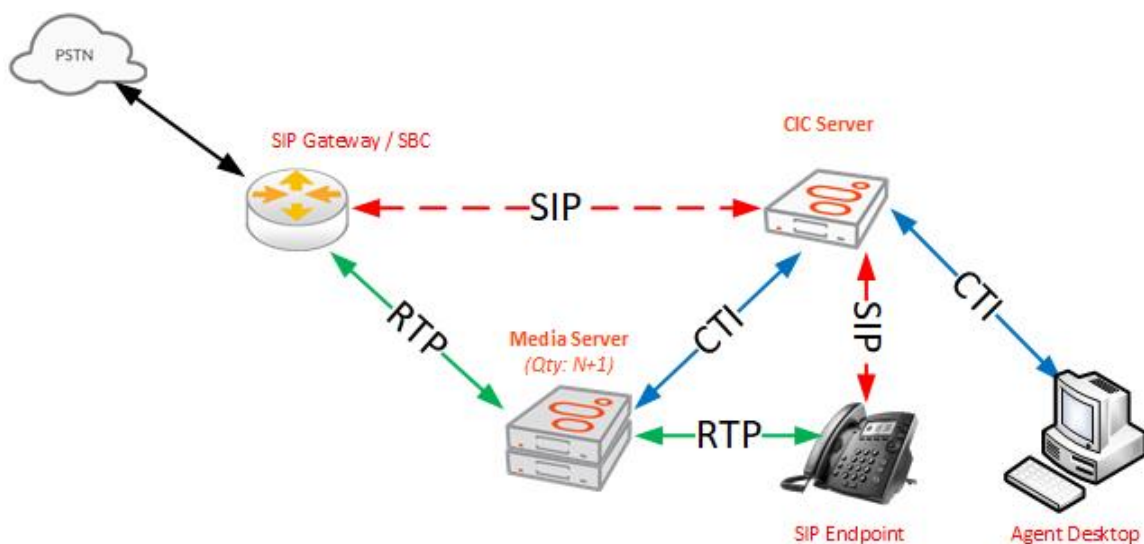 PSTN
SIP Gateway / SBC
CIC Server
SIP
RTP
CTI
SIP
CTI
Media Server
(Qty: N+1)
RTP
SIP Endpoint
Agent Desktop